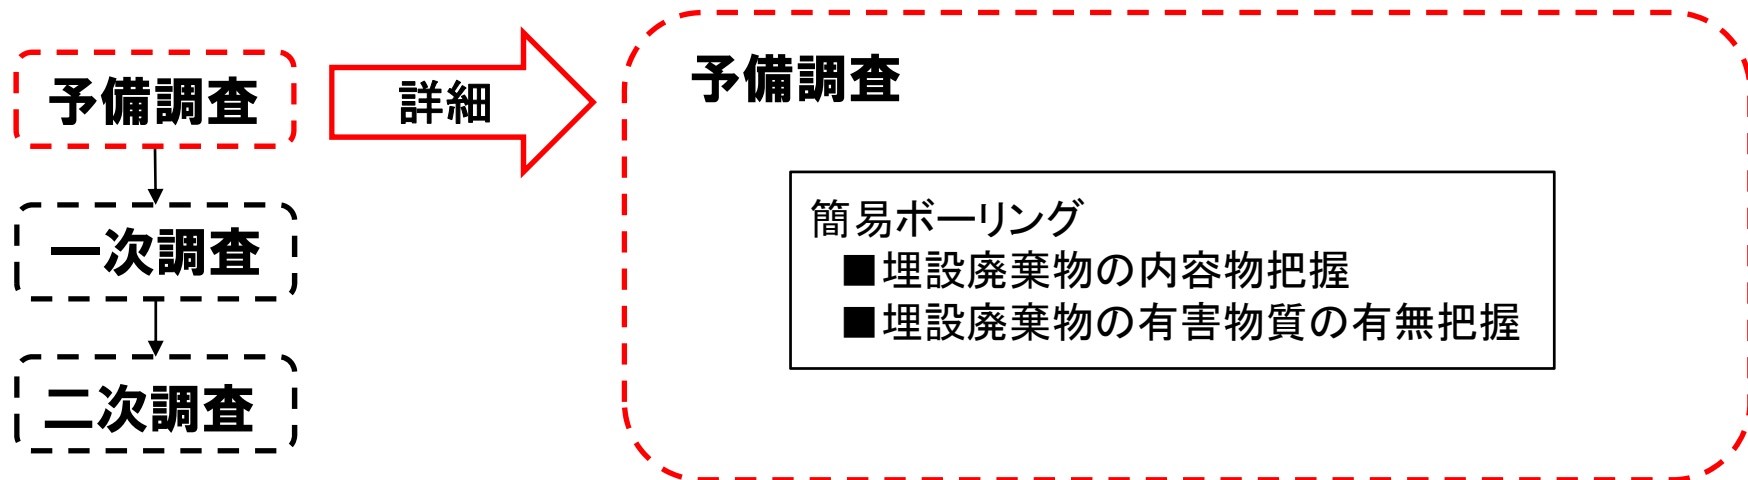 予備調査
詳細
一次調査
二次調査
予備調査
簡易ボーリング
■埋設廃棄物の内容物把握
■埋設廃棄物の有害物質の有無把握